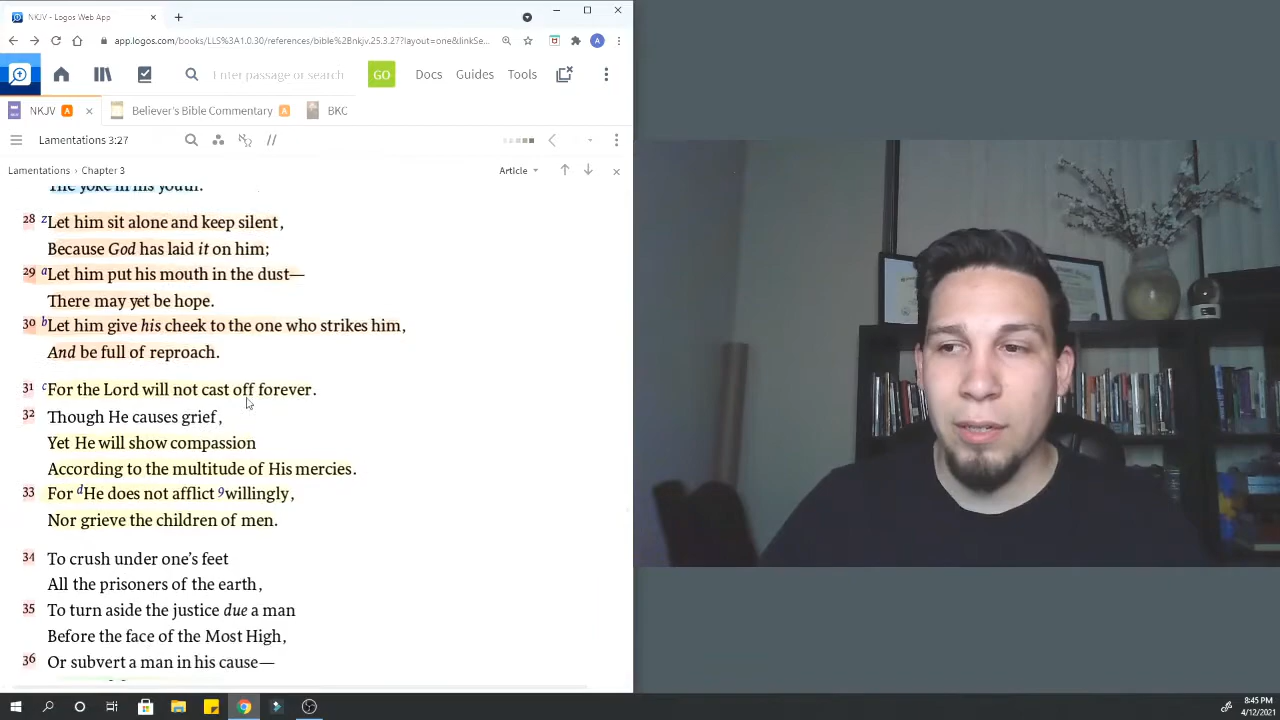 NKJV - Logos Web App
app.logos.com/books/LLS%3A1.0.30/references/bible%2Bnkjv.25.3.27?layout=one&linkSe...
A
Enter passage or search
GO
Docs
Guides
Tools
NKJV A
Believer's Bible Commentary A
BKC
Lamentations 3:27
Lamentations > Chapter 3
Article
The yoke in his youth.
28 z Let him sit alone and keep silent,
Because God has laid it on him;
29 a Let him put his mouth in the dust—
There may yet be hope.
30 b Let him give his cheek to the one who strikes him,
And be full of reproach.
31 c For the Lord will not cast off forever.
32 Though He causes grief,
Yet He will show compassion
According to the multitude of His mercies.
33 For d He does not afflict 9 willingly,
Nor grieve the children of men.
34 To crush under one's feet
All the prisoners of the earth,
35 To turn aside the justice due a man
Before the face of the Most High,
36 Or subvert a man in his cause—
8:45 PM
4/12/2021